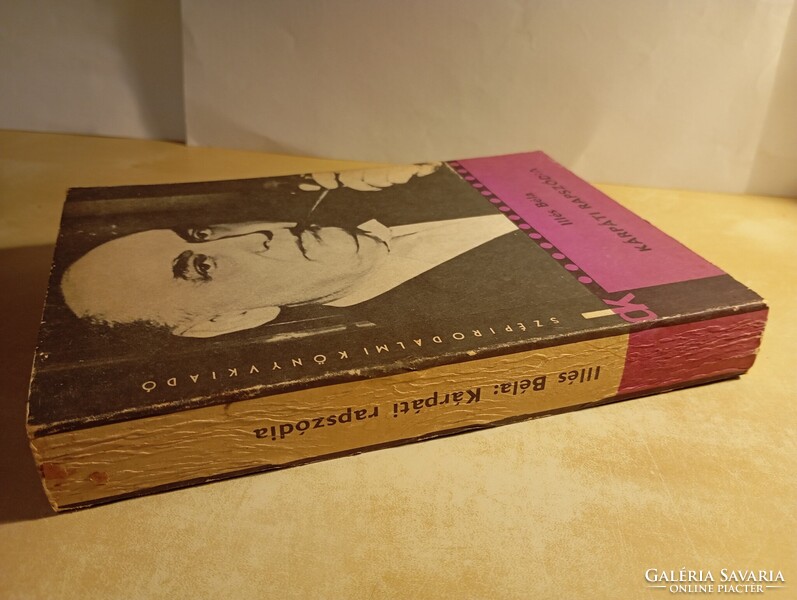 Illés Béla
KÁRPÁTI RAPSZÓDIA
SZÉPIRODALMI KÖNYVKIADÓ
Illés Béla: Kárpáti rapszódia
GALÉRIA SAVARIA
ONLINE PIACTÉR